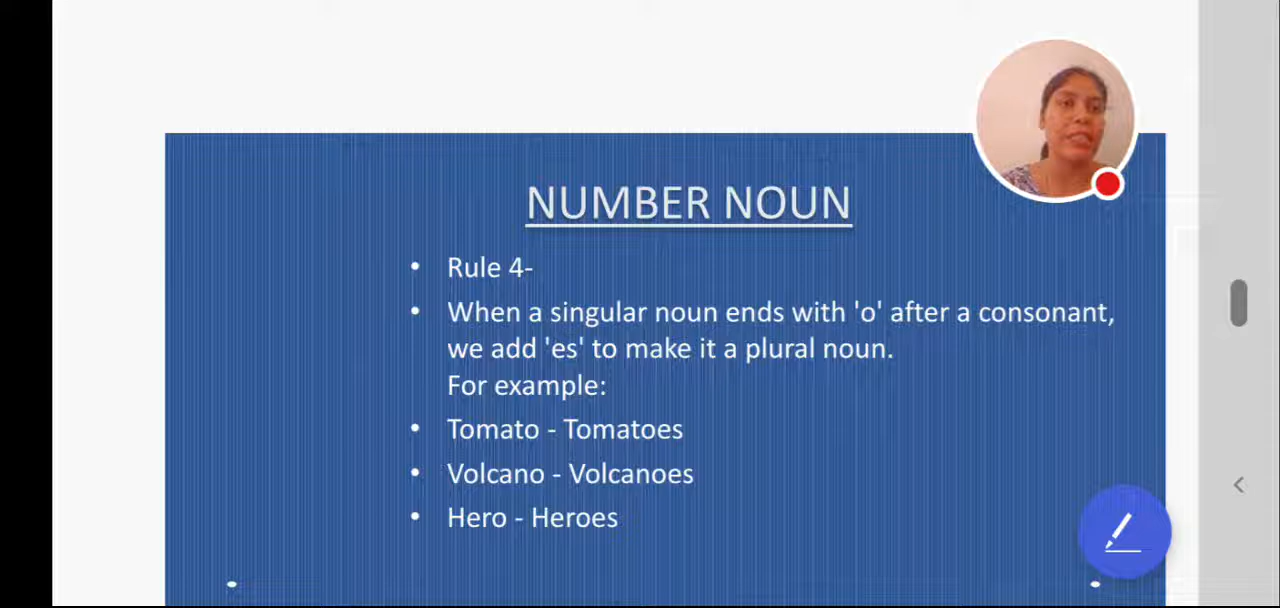 NUMBER NOUN
• Rule 4-
• When a singular noun ends with 'o' after a consonant,
we add 'es' to make it a plural noun.
For example:
• Tomato - Tomatoes
• Volcano - Volcanoes
• Hero - Heroes